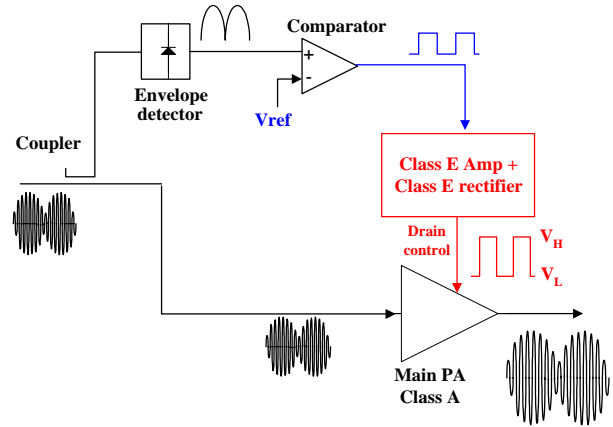 Comparator
+
-
Envelope
detector
Vref
Coupler
Class E Amp +
Class E rectifier
Drain
control
V_H
V_L
Main PA
Class A